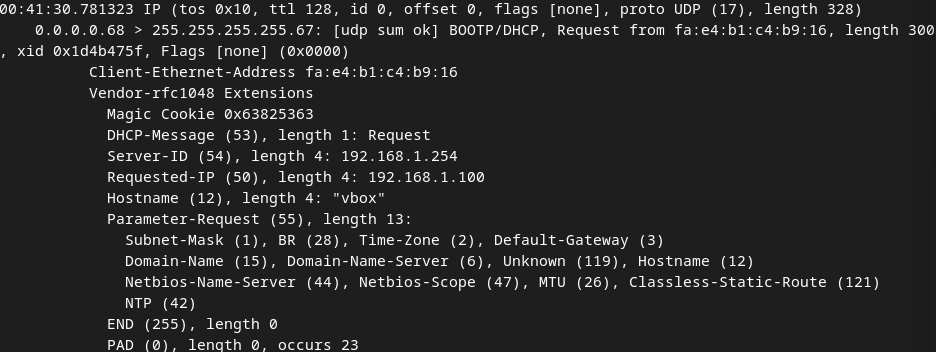 00:41:30.781323 IP (tos 0x10, ttl 128, id 0, offset 0, flags [none], proto UDP (17), length 328)
0.0.0.0.68 > 255.255.255.255.67: [udp sum ok] BOOTP/DHCP, Request from fa:e4:b1:c4:b9:16, length 300
, xid 0x1d4b475f, Flags [none] (0x0000)
Client-Ethernet-Address fa:e4:b1:c4:b9:16
Vendor-rfc1048 Extensions
Magic Cookie 0x63825363
DHCP-Message (53), length 1: Request
Server-ID (54), length 4: 192.168.1.254
Requested-IP (50), length 4: 192.168.1.100
Hostname (12), length 4: "vbox"
Parameter-Request (55), length 13:
Subnet-Mask (1), BR (28), Time-Zone (2), Default-Gateway (3)
Domain-Name (15), Domain-Name-Server (6), Unknown (119), Hostname (12)
Netbios-Name-Server (44), Netbios-Scope (47), MTU (26), Classless-Static-Route (121)
NTP (42)
END (255), length 0
PAD (0), length 0, occurs 23